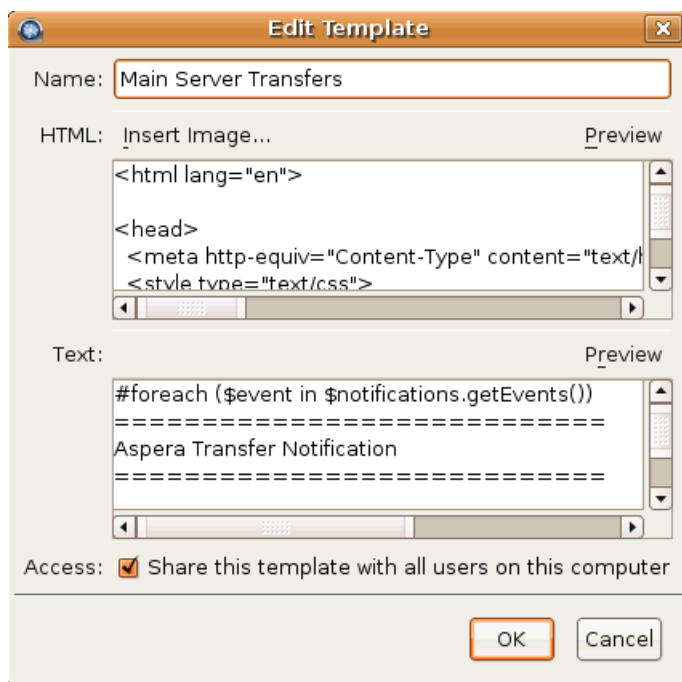 Edit Template
Name: Main Server Transfers
HTML: Insert Image... Preview
<html lang="en">
<head>
<meta http-equiv="Content-Type" content="text/
<style type="text/css">
Text: Preview
#foreach ($event in $notifications.getEvents())
============================
Aspera Transfer Notification
============================
Access: Share this template with all users on this computer
OK Cancel